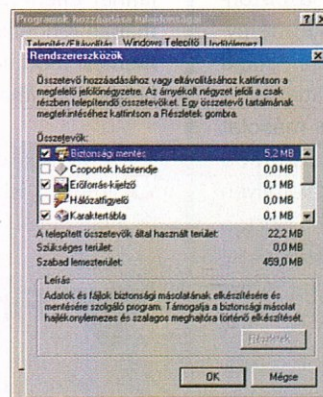 Programok hozzáadása tulajdonságai
Telepítés/Eltávolítás Windows Telepítő Indítólemez
Rendszereszközök
Összetevő hozzáadásához vagy eltávolításához kattintson a
megfelelő jelölőnégyzetre. Az árnyékolt négyzet jelöli a csak
részben telepítendő összetevőket. Egy összetevő tartalmának
megtekintéséhez kattintson a Részletek gombra.
Összetevők:
Biztonsági mentés 5,2 MB
Csoportok házirendje 0,0 MB
Erőforrás-kijelző 0,1 MB
Hálózatfigyelő 0,0 MB
Karaktertábla 0,1 MB
A telepített összetevők által használt terület: 22,2 MB
Szükséges terület: 0,0 MB
Szabad lemezterület: 459,0 MB
Leírás
Adatok és fájlok biztonsági másolatának elkészítésére és
mentésére szolgáló program. Támogatja a biztonsági másolat
hajlékonylemezes és szalagos meghajtóra történő elkészítését.
Részletek...
OK Mégse